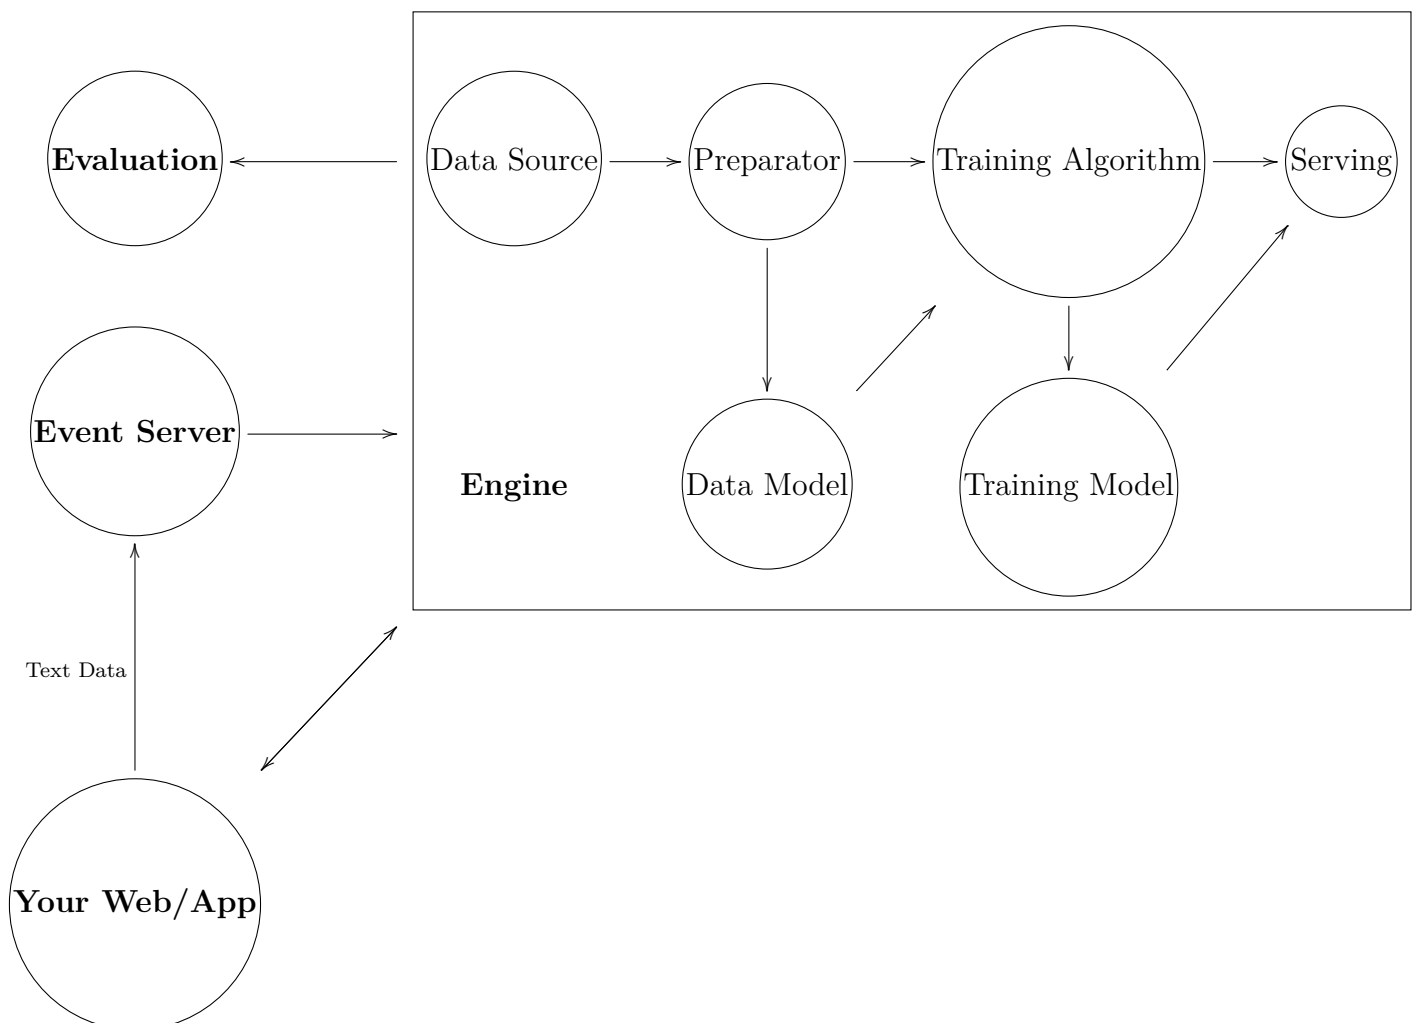 Evaluation
Data Source
Preparator
Training Algorithm
Serving
Event Server
Engine
Data Model
Training Model
Text Data
Your Web/App